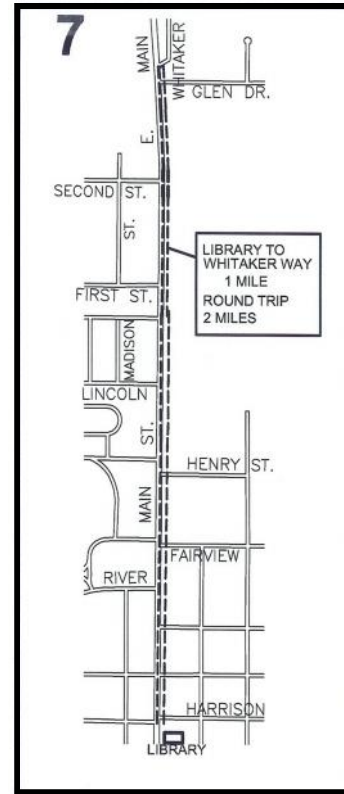 7
MAIN
WHITAKER
GLEN DR.
E.
SECOND ST.
ST.
LIBRARY TO
WHITAKER WAY
1 MILE
ROUND TRIP
2 MILES
FIRST ST.
MADISON
LINCOLN
ST.
HENRY ST.
MAIN
FAIRVIEW
RIVER
HARRISON
LIBRARY